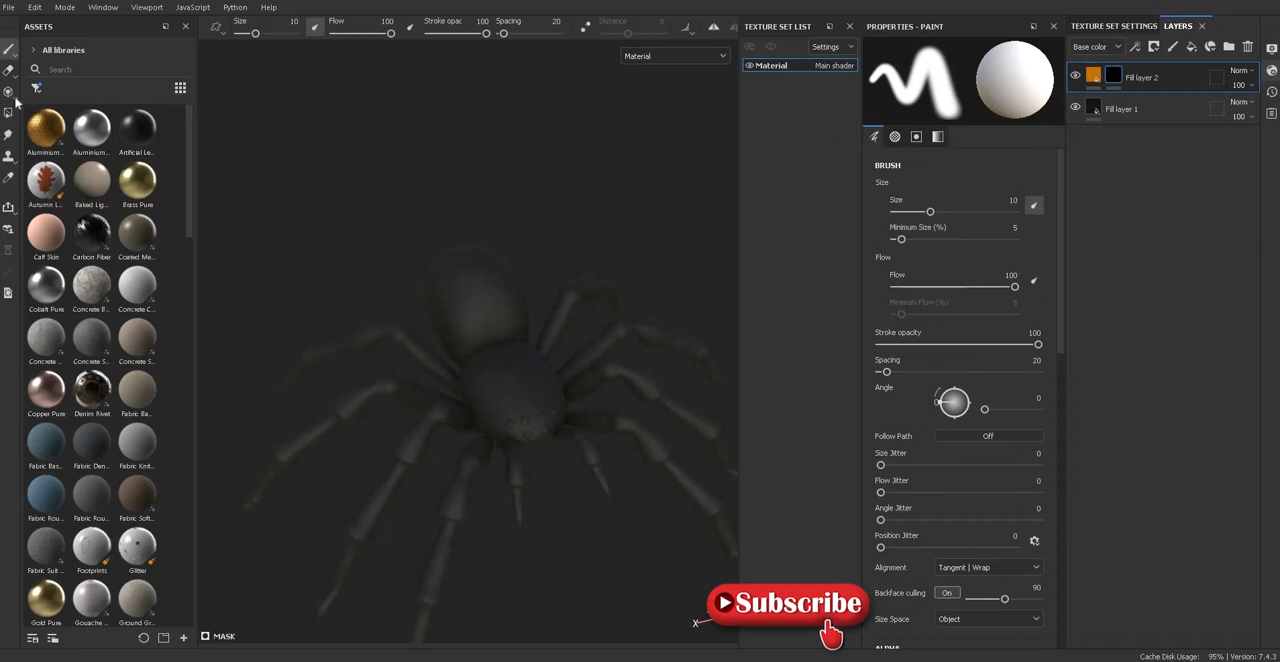 File Edit Mode Window Viewport JavaScript Python Help
ASSETS
All libraries
Search
Aluminium... Aluminium... Artificial Le...
Autumn L... Baked Lig... Brass Pure
Calf Skin Carbon Fiber Coated Me...
Cobalt Pure Concrete B... Concrete C...
Concrete ... Concrete S... Concrete S...
Copper Pure Denim Rivet Fabric Ba...
Fabric Bas... Fabric Den... Fabric Knit...
Fabric Rou... Fabric Rou... Fabric Soft...
Fabric Suit ... Footprints Glitter
Gold Pure Gouache ... Ground Gr...
Size 10 Flow 100 Stroke opac 100 Spacing 20 Distance 8
Material
MASK
X
Subscribe
TEXTURE SET LIST
Settings
Material Main shader
PROPERTIES - PAINT
BRUSH
Size
Size 10
Minimum Size (%) 5
Flow
Flow 100
Minimum Flow (%) 5
Stroke opacity 100
Spacing 20
Angle
0
Follow Path Off
Size Jitter 0
Flow Jitter 0
Angle Jitter 0
Position Jitter 0
Alignment Tangent | Wrap
Backface culling On 90
Size Space Object
ALPHA
TEXTURE SET SETTINGS LAYERS
Base color
Fill layer 2 Norm
100
Fill layer 1 Norm
100
Cache Disk Usage: 95% | Version: 7.4.3